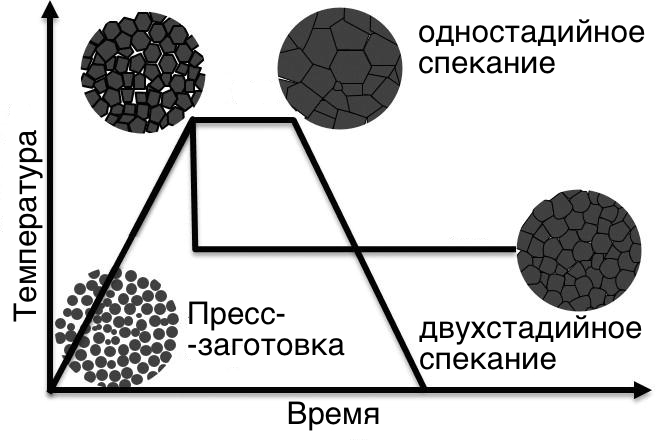 одностадийное
спекание
Температура
Пресс-
-заготовка
двухстадийное
спекание
Время